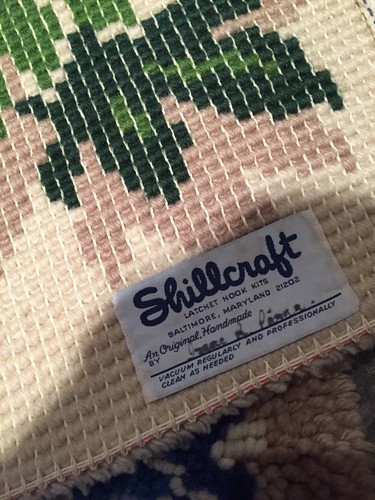 Shillcraft
LATCHET HOOK KITS
BALTIMORE, MARYLAND 21202
An Original, Handmade
BY
VACUUM REGULARLY AND PROFESSIONALLY
CLEAN AS NEEDED